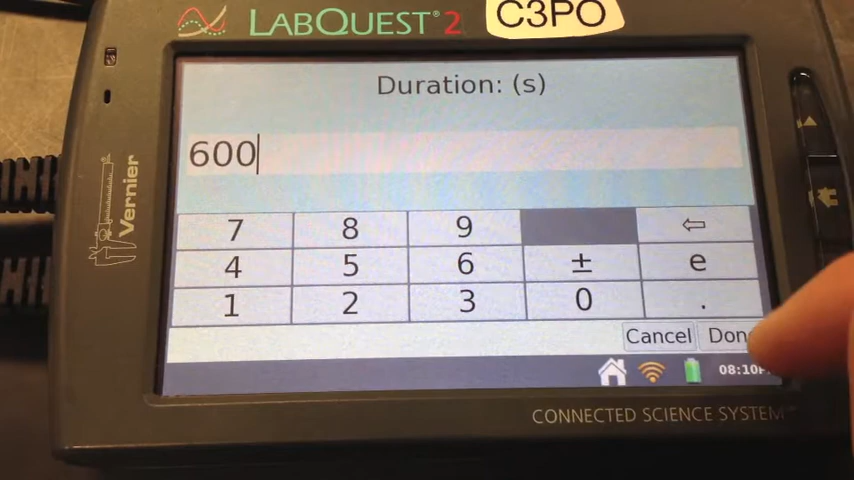 LABQUEST® 2
C3PO
Vernier
Duration: (s)
600
7 8 9 ⇦
4 5 6 ± e
1 2 3 0 .
Cancel
CONNECTED SCIENCE SYSTEM™